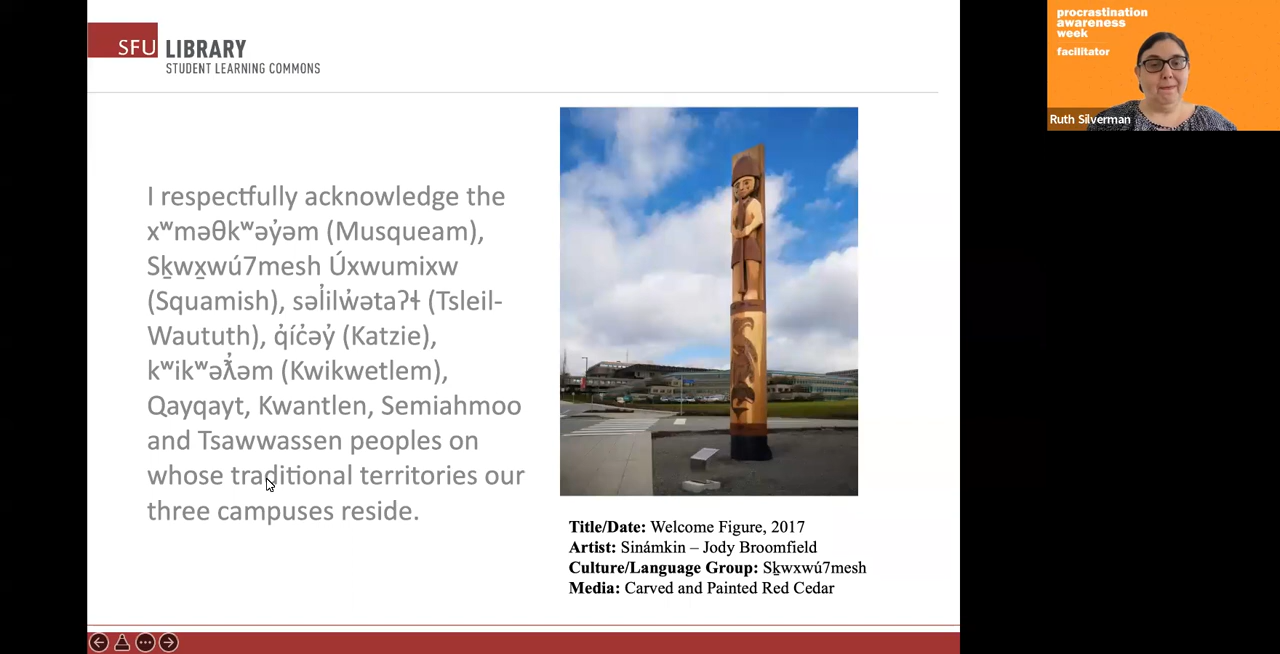 SFU LIBRARY
STUDENT LEARNING COMMONS
I respectfully acknowledge the
xʷməθkʷəy̓əm (Musqueam),
Sḵwx̱wú7mesh Úxwumixw
(Squamish), səl̓ilw̓ətaʔɬ (Tsleil-
Waututh), q̓íc̓əy̓ (Katzie),
kʷikʷəƛ̓əm (Kwikwetlem),
Qayqayt, Kwantlen, Semiahmoo
and Tsawwassen peoples on
whose traditional territories our
three campuses reside.
Title/Date: Welcome Figure, 2017
Artist: Sinámkin – Jody Broomfield
Culture/Language Group: Sḵwxwú7mesh
Media: Carved and Painted Red Cedar
procrastination
awareness
week
facilitator
Ruth Silverman